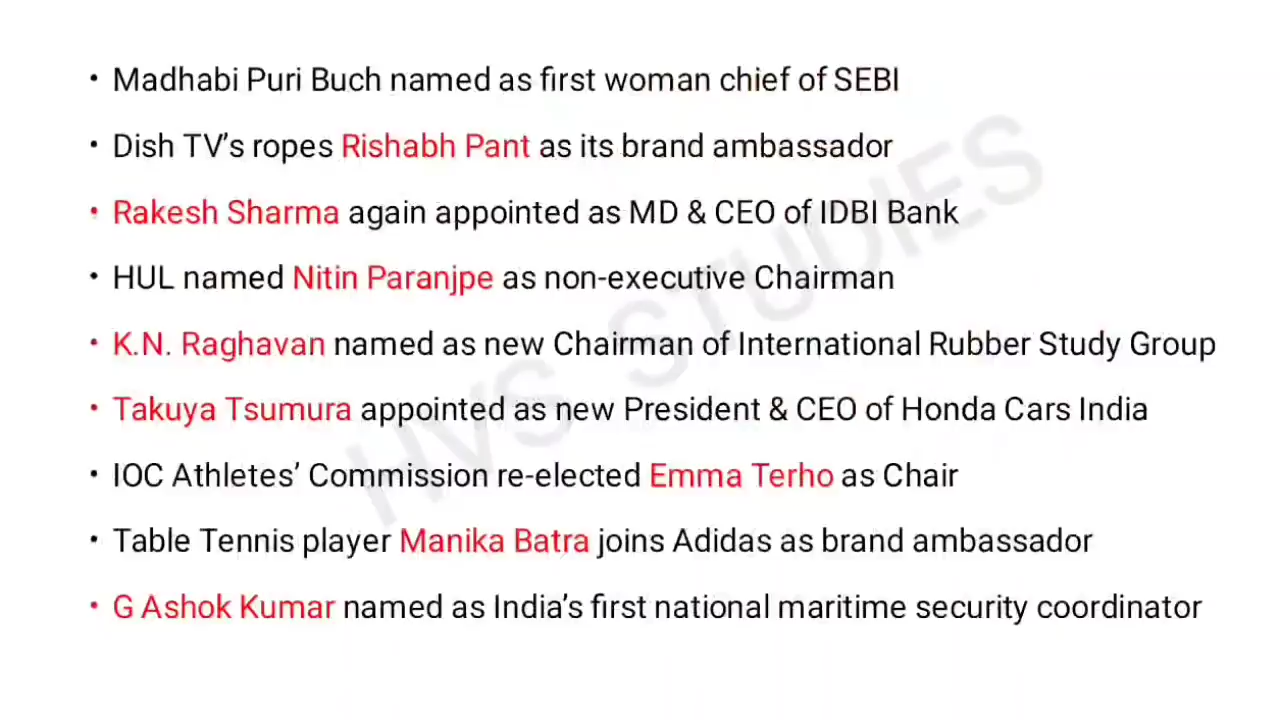 • Madhabi Puri Buch named as first woman chief of SEBI
• Dish TV’s ropes Rishabh Pant as its brand ambassador
• Rakesh Sharma again appointed as MD & CEO of IDBI Bank
• HUL named Nitin Paranjpe as non-executive Chairman
• K.N. Raghavan named as new Chairman of International Rubber Study Group
• Takuya Tsumura appointed as new President & CEO of Honda Cars India
• IOC Athletes’ Commission re-elected Emma Terho as Chair
• Table Tennis player Manika Batra joins Adidas as brand ambassador
• G Ashok Kumar named as India’s first national maritime security coordinator
HVS STUDIES